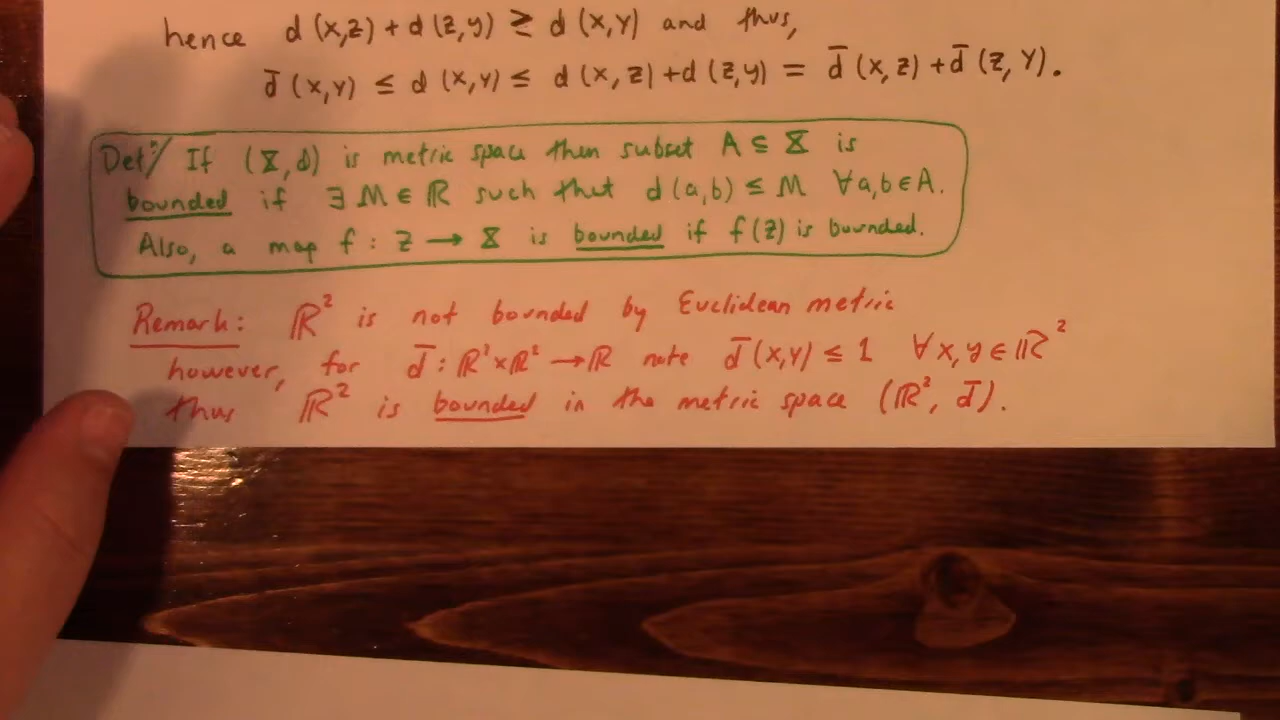 hence d(x,z) + d(z,y) ≥ d(x,y) and thus,
d̄(x,y) ≤ d(x,y) ≤ d(x,z) + d(z,y) = d̄(x,z) + d̄(z,y).
Defⁿ/ If (X,d) is metric space then subset A ⊆ X is
bounded if ∃ M ∈ ℝ such that d(a,b) ≤ M ∀a,b ∈ A.
Also, a map f : Z → X is bounded if f(Z) is bounded.
Remark: ℝ² is not bounded by Euclidean metric
however, for d̄ : ℝ² × ℝ² → ℝ note d̄(x,y) ≤ 1 ∀ x,y ∈ ℝ²
thus ℝ² is bounded in the metric space (ℝ², d̄).